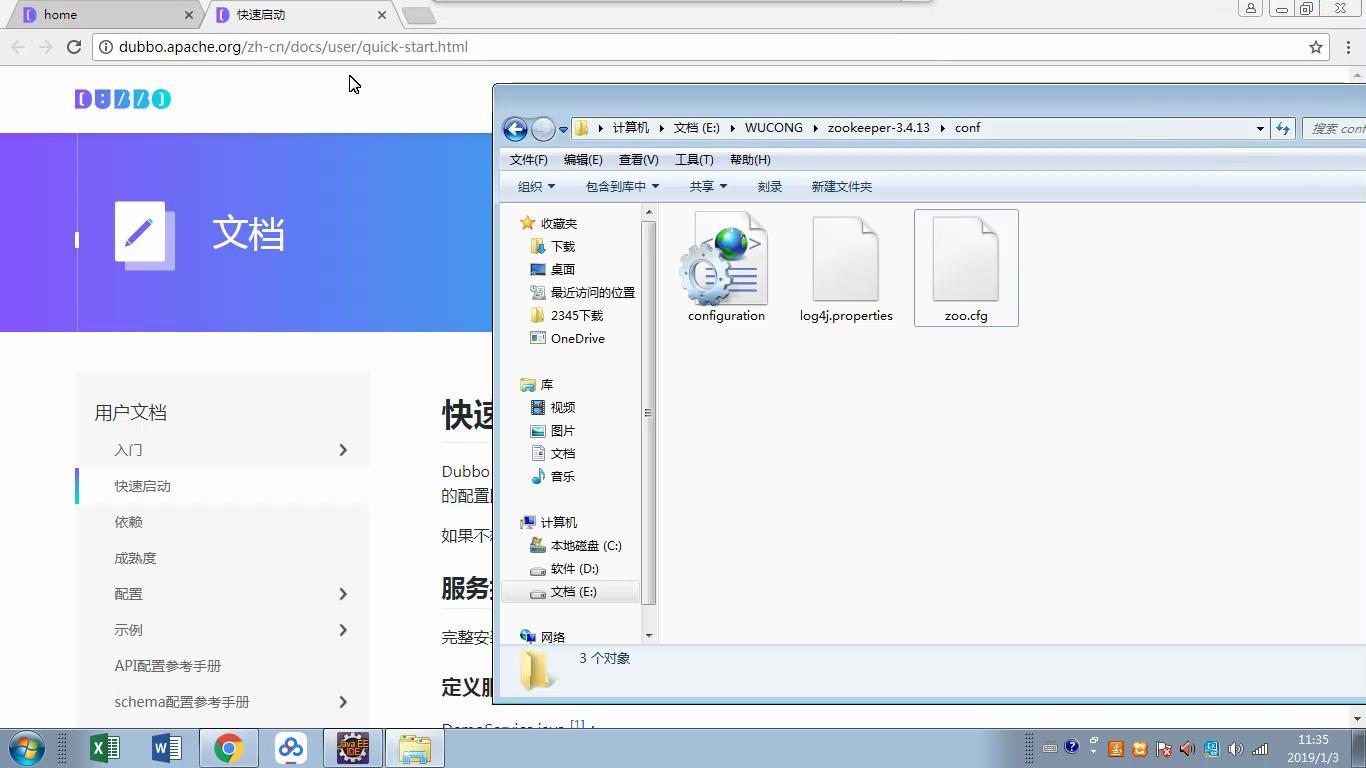 home
快速启动
dubbo.apache.org/zh-cn/docs/user/quick-start.html
DUBBO
文档
用户文档
入门
快速启动
依赖
成熟度
配置
示例
API配置参考手册
schema配置参考手册
快速
Dubbo
的配置
如果不
服务
完整安
定义服
DemoService.java [1] :
计算机
文档 (E:)
WUCONG
zookeeper-3.4.13
conf
搜索 conf
文件(F)
编辑(E)
查看(V)
工具(T)
帮助(H)
组织
包含到库中
共享
刻录
新建文件夹
收藏夹
下载
桌面
最近访问的位置
2345下载
OneDrive
库
视频
图片
文档
音乐
计算机
本地磁盘 (C:)
软件 (D:)
文档 (E:)
网络
configuration
log4j.properties
zoo.cfg
3 个对象
Java EE
IDE
11:35
2019/1/3